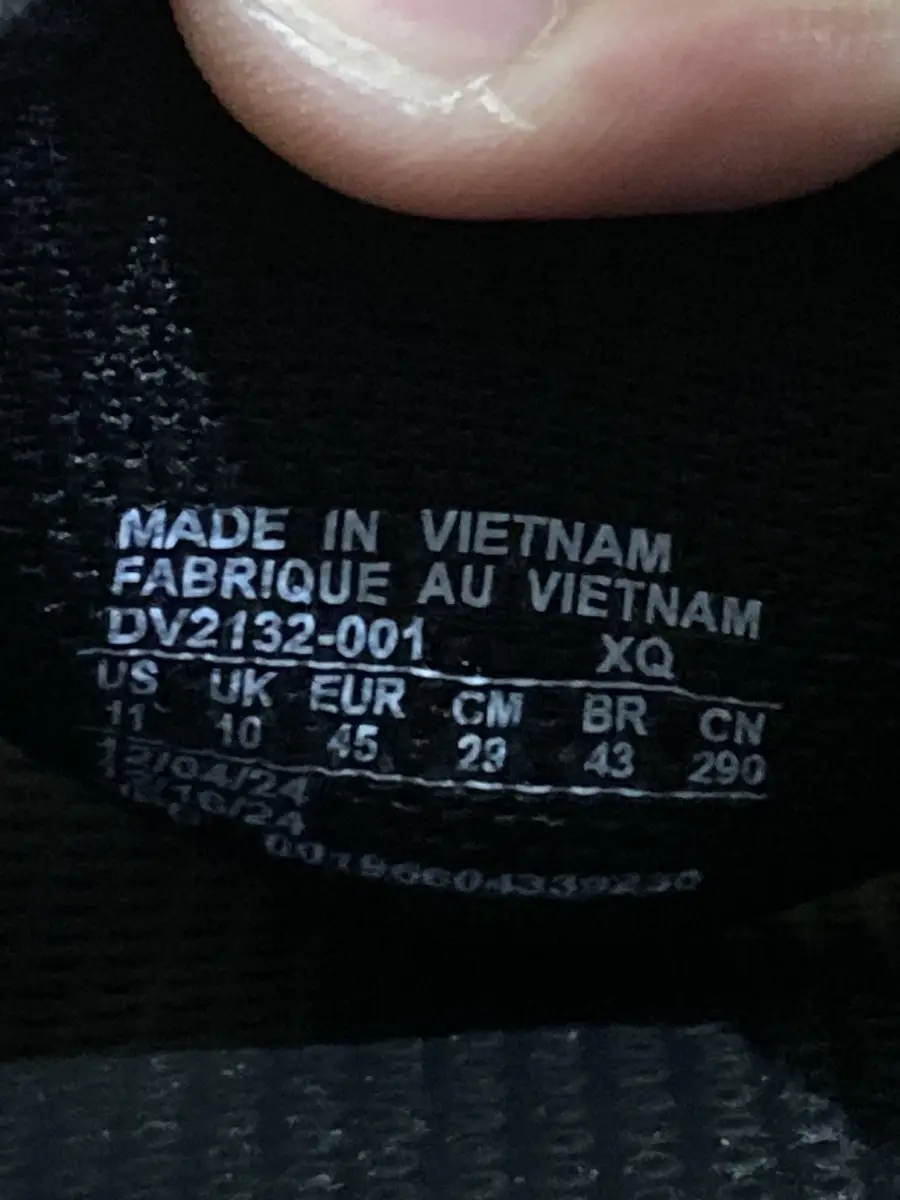 MADE IN VIETNAM
FABRIQUE AU VIETNAM
DV2132-001 XQ
US UK EUR CM BR CN
11 10 45 29 43 290
12/04/24